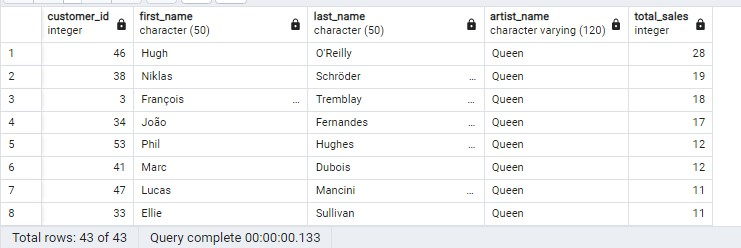 customer_id first_name last_name artist_name total_sales
integer character (50) character (50) character varying (120) integer
1 46 Hugh O'Reilly Queen 28
2 38 Niklas Schröder ... Queen 19
3 3 François ... Tremblay ... Queen 18
4 34 João Fernandes ... Queen 17
5 53 Phil Hughes ... Queen 12
6 41 Marc Dubois Queen 12
7 47 Lucas Mancini ... Queen 11
8 33 Ellie Sullivan Queen 11
Total rows: 43 of 43 Query complete 00:00:00.133